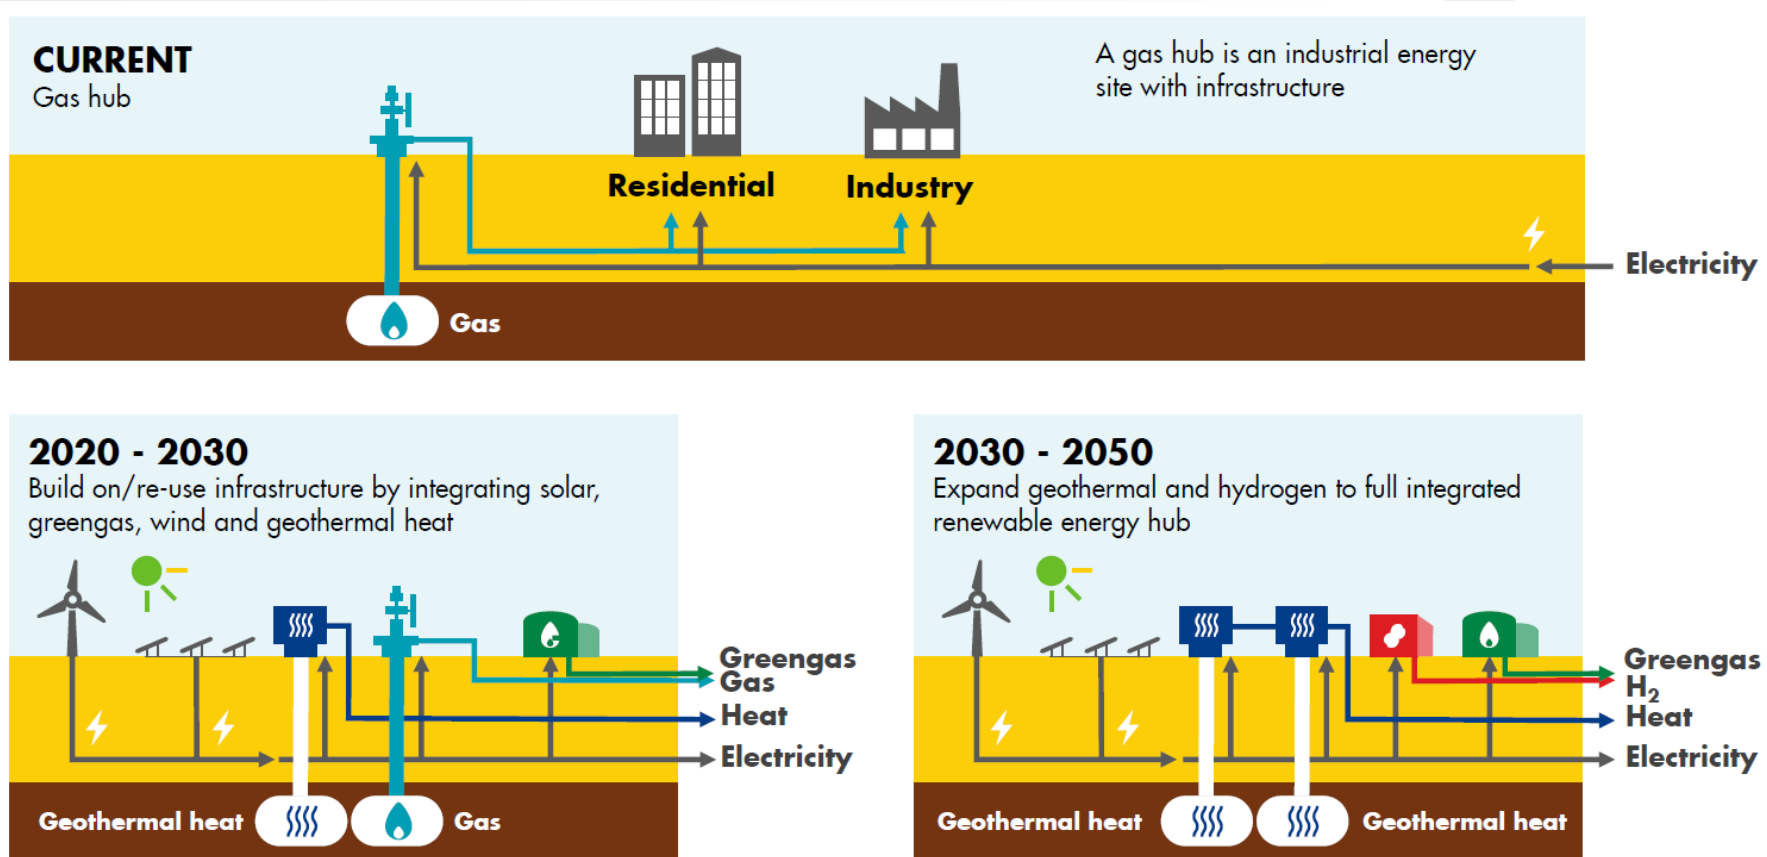 CURRENT
Gas hub
A gas hub is an industrial energy
site with infrastructure
Residential
Industry
Electricity
Gas
2020 - 2030
Build on/re-use infrastructure by integrating solar,
greengas, wind and geothermal heat
Greengas
Gas
Heat
Electricity
Geothermal heat
Gas
2030 - 2050
Expand geothermal and hydrogen to full integrated
renewable energy hub
Greengas
H₂
Heat
Electricity
Geothermal heat
Geothermal heat